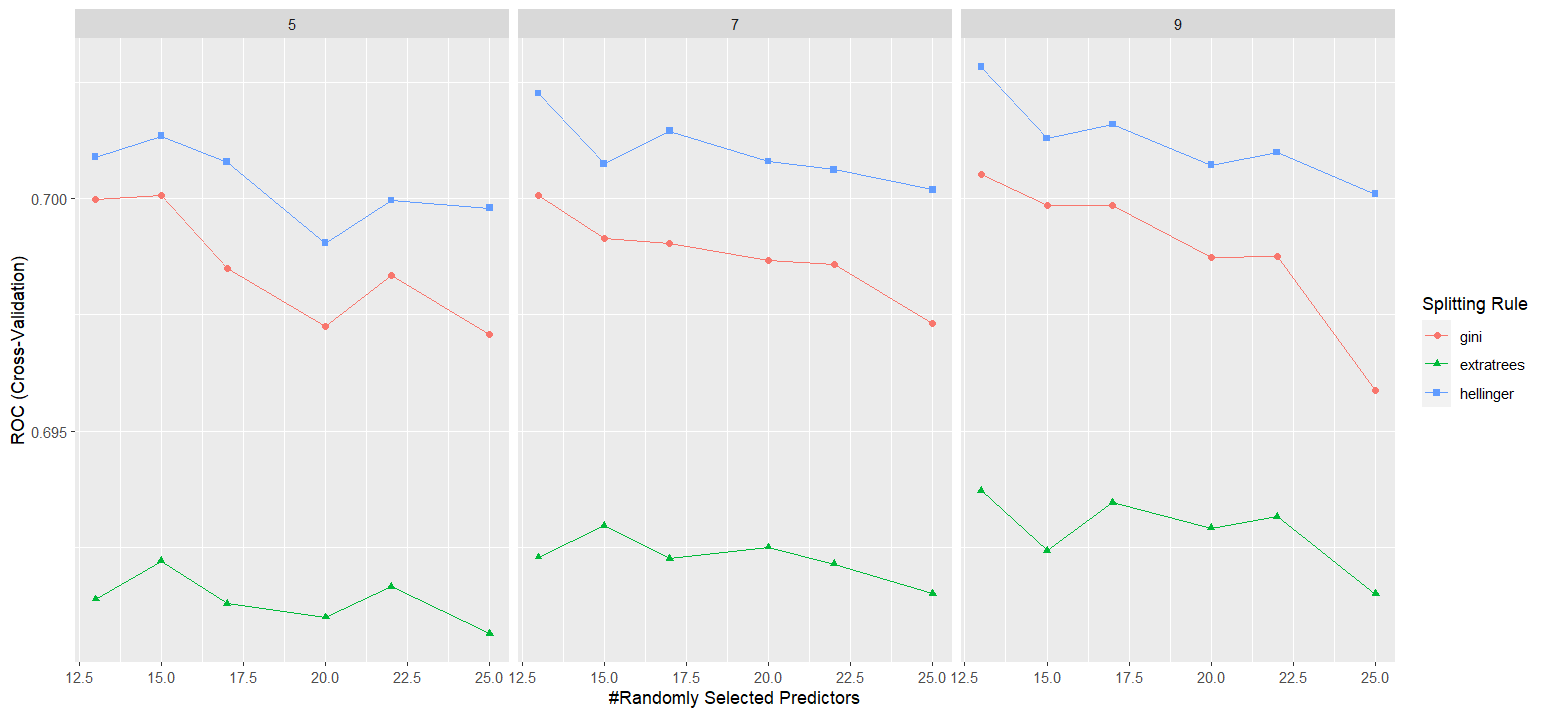 5 7 9
ROC (Cross-Validation)
0.700
0.695
12.5 15.0 17.5 20.0 22.5 25.0 12.5 15.0 17.5 20.0 22.5 25.0 12.5 15.0 17.5 20.0 22.5 25.0
#Randomly Selected Predictors
Splitting Rule
gini
extratrees
hellinger